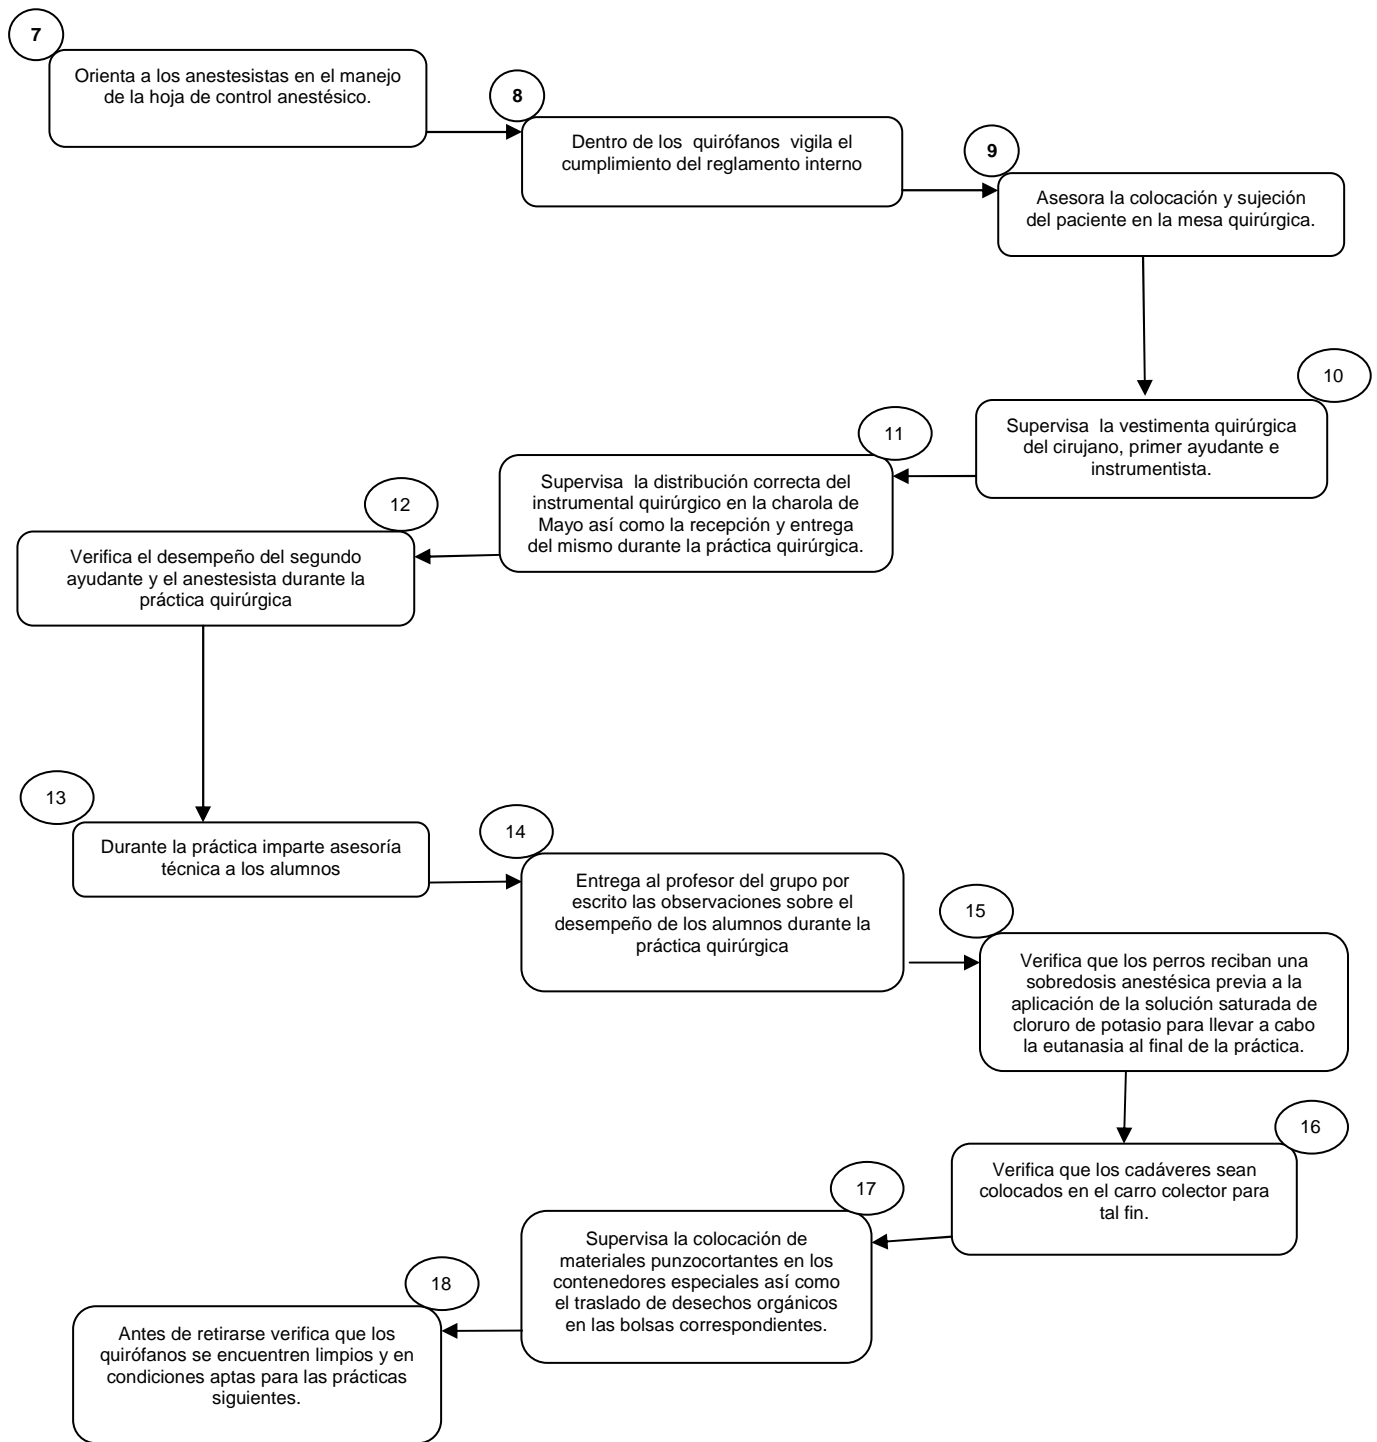 7
Orienta a los anestesistas en el manejo
de la hoja de control anestésico.
8
Dentro de los quirófanos vigila el
cumplimiento del reglamento interno
9
Asesora la colocación y sujeción
del paciente en la mesa quirúrgica.
10
Supervisa la vestimenta quirúrgica
del cirujano, primer ayudante e
instrumentista.
11
Supervisa la distribución correcta del
instrumental quirúrgico en la charola de
Mayo así como la recepción y entrega
del mismo durante la práctica quirúrgica.
12
Verifica el desempeño del segundo
ayudante y el anestesista durante la
práctica quirúrgica
13
Durante la práctica imparte asesoría
técnica a los alumnos
14
Entrega al profesor del grupo por
escrito las observaciones sobre el
desempeño de los alumnos durante la
práctica quirúrgica
15
Verifica que los perros reciban una
sobredosis anestésica previa a la
aplicación de la solución saturada de
cloruro de potasio para llevar a cabo
la eutanasia al final de la práctica.
16
Verifica que los cadáveres sean
colocados en el carro colector para
tal fin.
17
Supervisa la colocación de
materiales punzocortantes en los
contenedores especiales así como
el traslado de desechos orgánicos
en las bolsas correspondientes.
18
Antes de retirarse verifica que los
quirófanos se encuentren limpios y en
condiciones aptas para las prácticas
siguientes.